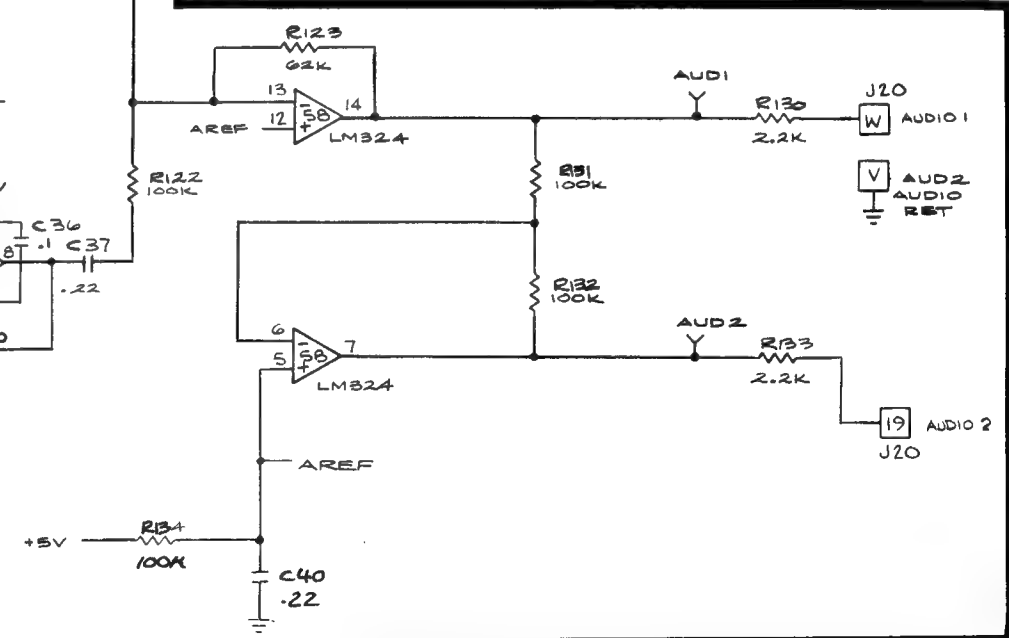 R123
62K
13
14
12
-
58
+
AREF
LM324
AUD1
R130
2.2K
J20
W
AUDIO 1
V
AUD2
AUDIO
RET
R122
100K
R131
100K
C36
.1
C37
8
.22
R132
100K
6
7
5
-
58
+
LM324
AUD2
R133
2.2K
19
AUDIO 2
J20
AREF
+5V
R134
100K
C40
.22